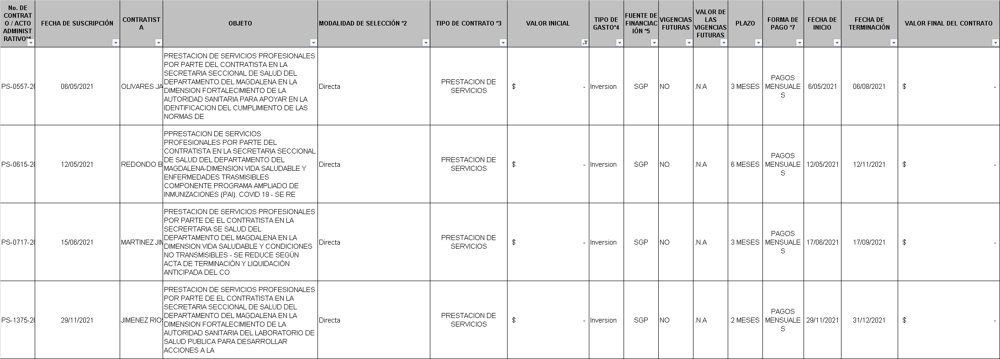 No. DE
CONTRAT
O / ACTO
ADMINIST
RATIVO*1
FECHA DE SUSCRIPCIÓN
CONTRATIST
A
OBJETO
MODALIDAD DE SELECCIÓN *2
TIPO DE CONTRATO *3
VALOR INICIAL
TIPO DE
GASTO*4
FUENTE DE
FINANCIAC
IÓN *5
VIGENCIAS
FUTURAS
VALOR DE
LAS
VIGENCIAS
FUTURAS
PLAZO
FORMA DE
PAGO *7
FECHA DE
INICIO
FECHA DE
TERMINACIÓN
VALOR FINAL DEL CONTRATO
PS-0557-20
06/05/2021
OLIVARES JA
PRESTACION DE SERVICIOS PROFESIONALES
POR PARTE DEL CONTRATISTA EN LA
SECRETARIA SECCIONAL DE SALUD DEL
DEPARTAMENTO DEL MAGDALENA EN LA
DIMENSION FORTALECIMIENTO DE LA
AUTORIDAD SANITARIA PARA APOYAR EN LA
IDENTIFICACION DEL CUMPLIMIENTO DE LAS
NORMAS DE
Directa
PRESTACION DE
SERVICIOS
$ -
Inversion
SGP
NO
.N.A
3 MESES
PAGOS
MENSUALE
S
6/05/2021
06/08/2021
$ -
PS-0615-20
12/05/2021
REDONDO B
PPRESTACION DE SERVICIOS
PROFESIONALES POR PARTE DEL
CONTRATISTA EN LA SECRETARIA SECCIONAL
DE SALUD DEL DEPARTAMENTO DEL
MAGDALENA-DIMENSION VIDA SALUDABLE Y
ENFERMEDADES TRASMISIBLES
COMPONENTE PROGRAMA AMPLIADO DE
INMUNIZACIONES (PAI). COVID 19 - SE RE
Directa
PRESTACION DE
SERVICIOS
$ -
Inversion
SGP
NO
.N.A
6 MESES
PAGOS
MENSUALE
S
12/05/2021
12/11/2021
$ -
PS-0717-20
15/06/2021
MARTINEZ JIM
PRESTACION DE SERVICIOS PROFESIONALES
POR PARTE DE EL CONTRATISTA EN LA
SECRERTARIA SE SALUD DEL
DEPARTAMENTO DEL MAGDALENA EN LA
DIMENSION VIDA SALUDABLE Y CONDICIONES
NO TRANSMISIBLES - SE REDUCE SEGÚN
ACTA DE TERMINACIÓN Y LIQUIDACIÓN
ANTICIPADA DEL CO
Directa
PRESTACION DE
SERVICIOS
$ -
Inversion
SGP
NO
.N.A
3 MESES
PAGOS
MENSUALE
S
17/06/2021
17/09/2021
$ -
PS-1375-20
29/11/2021
JIMENEZ RIOS
PRESTACION DE SERVICIOS PROFESIONALES
POR PARTE DE EL CONTRATISTA EN LA
SECRETARIA SECCIONAL DE SALUD DEL
DEPARTAMENTO DEL MAGDALENA EN LA
DIMENSION FORTALECIMIENTO DE LA
AUTORIDAD SANITARIA DEL LABORATORIO DE
SALUD PUBLICA PARA DESARROLLAR
ACCIONES A LA
Directa
PRESTACION DE
SERVICIOS
$ -
Inversion
SGP
NO
.N.A
2 MESES
PAGOS
MENSUALE
S
29/11/2021
31/12/2021
$ -